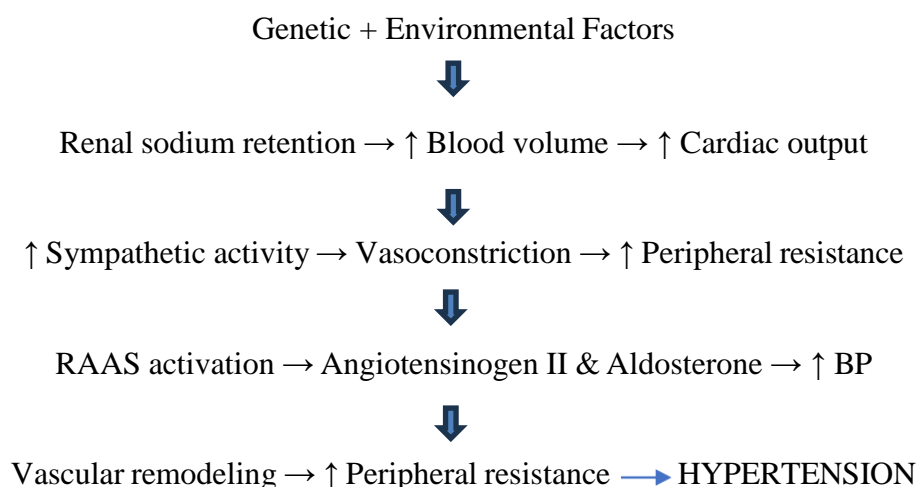 Genetic + Environmental Factors
Renal sodium retention → ↑ Blood volume → ↑ Cardiac output
↑ Sympathetic activity → Vasoconstriction → ↑ Peripheral resistance
RAAS activation → Angiotensinogen II & Aldosterone → ↑ BP
Vascular remodeling → ↑ Peripheral resistance → HYPERTENSION